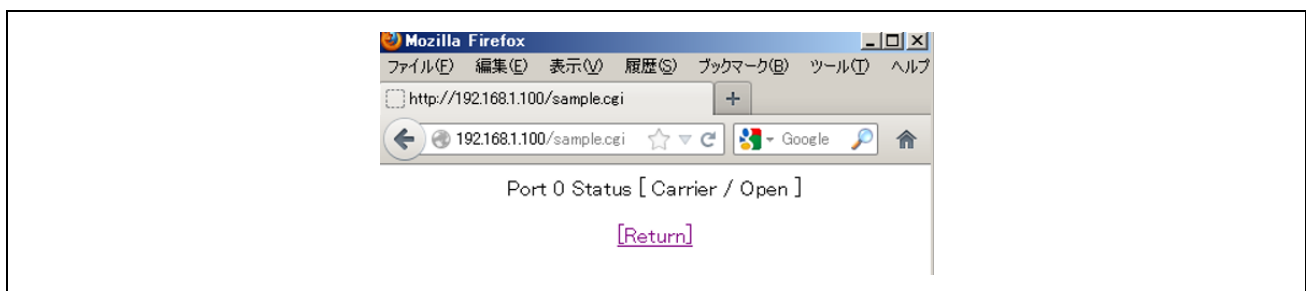 Mozilla Firefox
ファイル(F) 編集(E) 表示(V) 履歴(S) ブックマーク(B) ツール(T) ヘルプ
http://192.168.1.100/sample.cgi +
192.168.1.100/sample.cgi Google
Port 0 Status [ Carrier / Open ]
[Return]